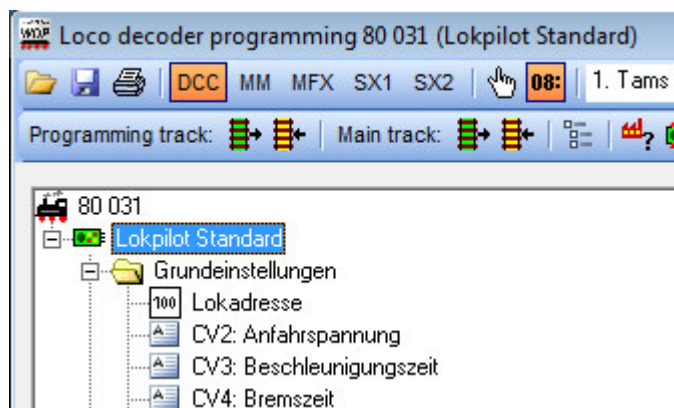 Loco decoder programming 80 031 (Lokpilot Standard)
DCC MM MFX SX1 SX2 08: 1. Tams
Programming track: Main track: ?
80 031
Lokpilot Standard
Grundeinstellungen
100 Lokadresse
CV2: Anfahrspannung
CV3: Beschleunigungszeit
CV4: Bremszeit